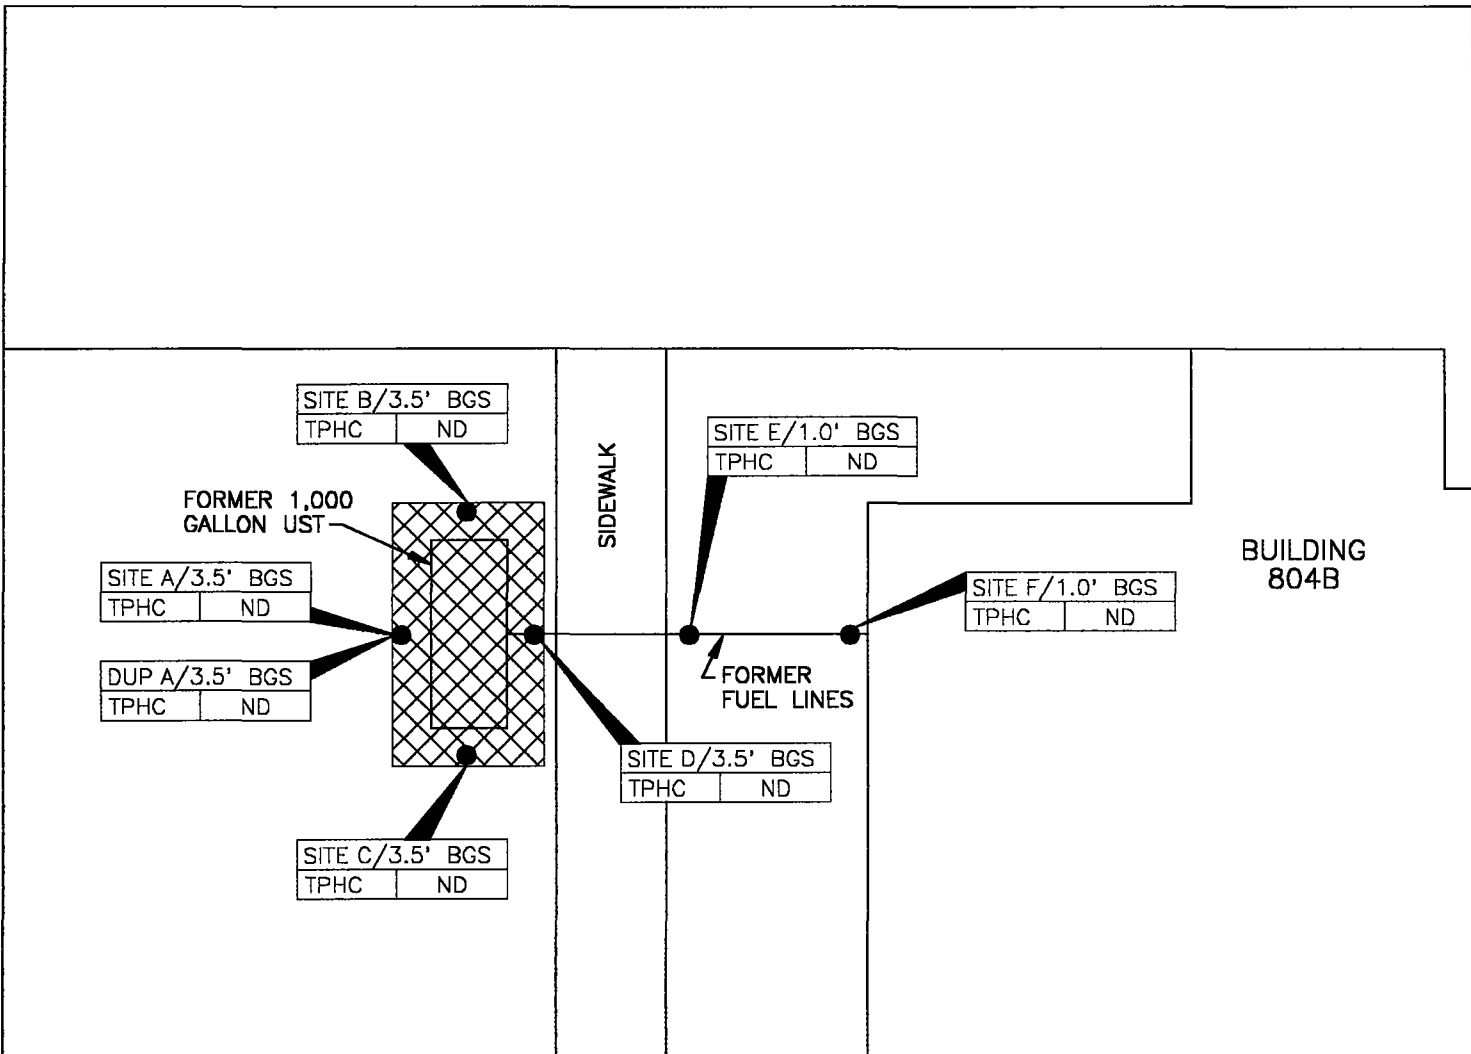 SITE B/3.5' BGS
TPHC ND
SITE E/1.0' BGS
TPHC ND
SIDEWALK
FORMER 1,000
GALLON UST
BUILDING
804B
SITE A/3.5' BGS
TPHC ND
SITE F/1.0' BGS
TPHC ND
DUP A/3.5' BGS
TPHC ND
FORMER
FUEL LINES
SITE D/3.5' BGS
TPHC ND
SITE C/3.5' BGS
TPHC ND